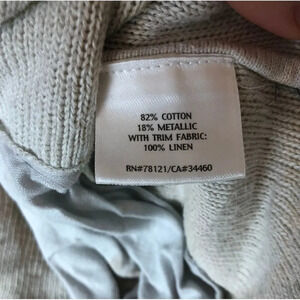 82% COTTON
18% METALLIC
WITH TRIM FABRIC:
100% LINEN
RN#78121/CA#34460